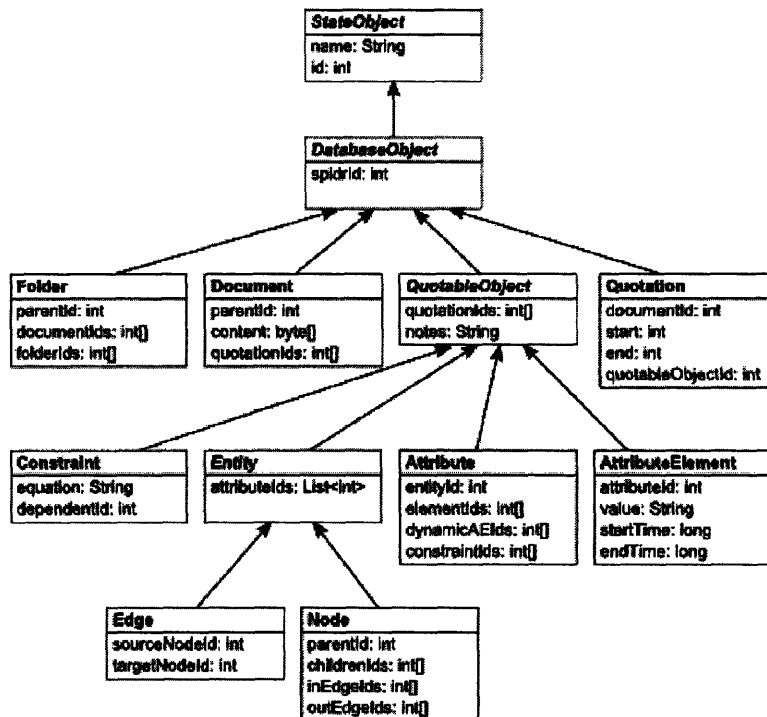 StateObject
name: String
id: int
DatabaseObject
spidrId: int
Folder
parentId: int
documentIds: int[]
folderIds: int[]
Document
parentId: int
content: byte[]
quotationIds: int[]
QuotableObject
quotationIds: int[]
notes: String
Quotation
documentId: int
start: int
end: int
quotableObjectId: int
Constraint
equation: String
dependentId: int
Entity
attributeIds: List<int>
Attribute
entityId: int
elementIds: int[]
dynamicAEIds: int[]
constraintIds: int[]
AttributeElement
attributeId: int
value: String
startTime: long
endTime: long
Edge
sourceNodeId: int
targetNodeId: int
Node
parentId: int
childrenIds: int[]
inEdgeIds: int[]
outEdgeIds: int[]